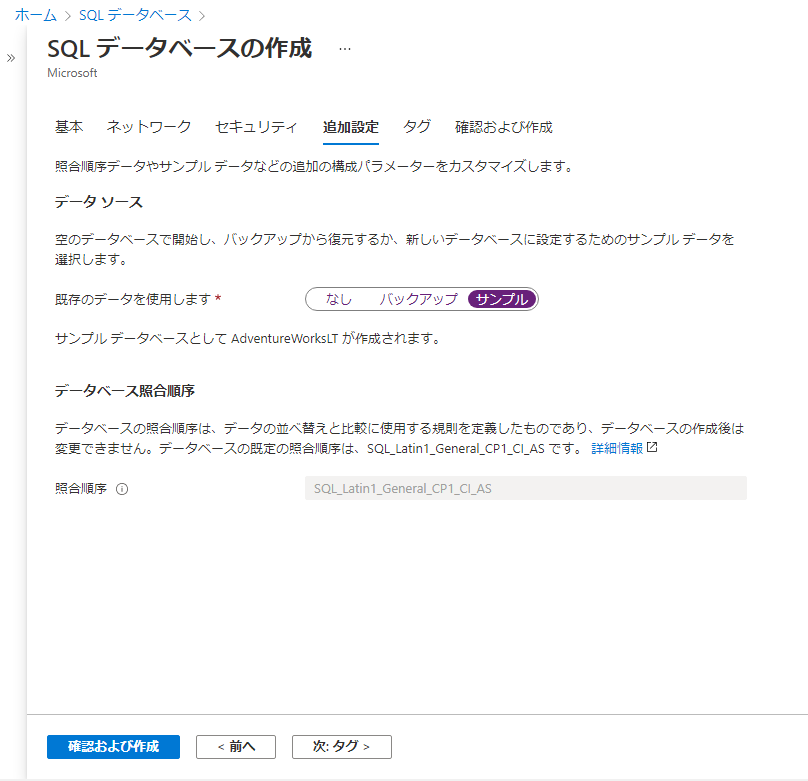 ホーム > SQL データベース >
»
SQL データベースの作成 …
Microsoft
基本 ネットワーク セキュリティ 追加設定 タグ 確認および作成
照合順序データやサンプル データなどの追加の構成パラメーターをカスタマイズします。
データ ソース
空のデータベースで開始し、バックアップから復元するか、新しいデータベースに設定するためのサンプル データを
選択します。
既存のデータを使用します * なし バックアップ サンプル
サンプル データベースとして AdventureWorksLT が作成されます。
データベース照合順序
データベースの照合順序は、データの並べ替えと比較に使用する規則を定義したものであり、データベースの作成後は
変更できません。データベースの既定の照合順序は、SQL_Latin1_General_CP1_CI_AS です。 詳細情報
照合順序 SQL_Latin1_General_CP1_CI_AS
確認および作成 < 前へ 次: タグ >